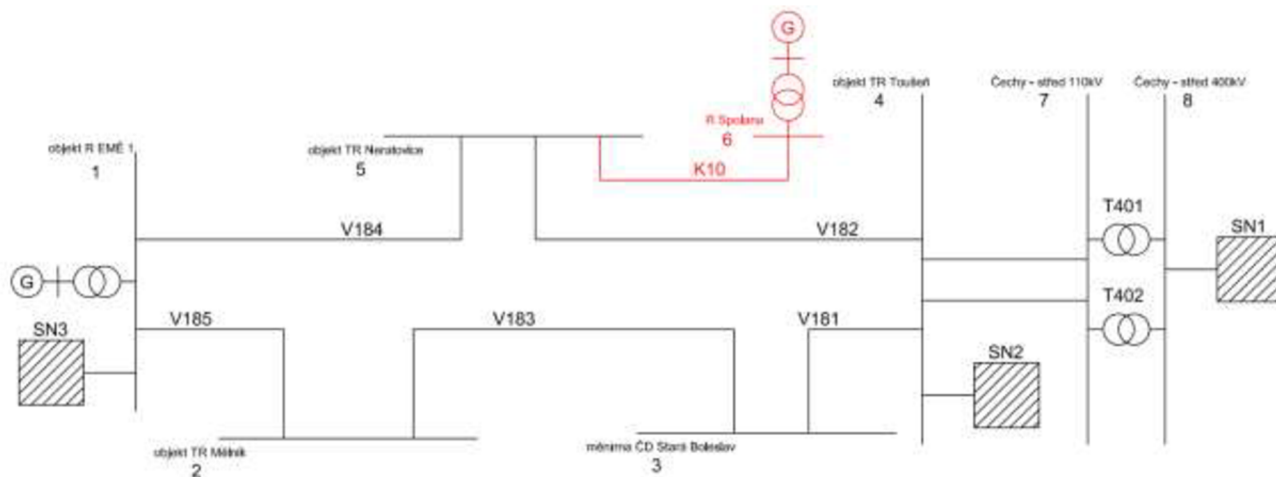 G
objekt TR Toušeň
4
Čechy - střed 110kV
7
Čechy - střed 400kV
8
R Spolana
6
objekt R EMĚ 1
1
objekt TR Neratovice
5
K10
T401
SN1
V184
V182
G
T402
SN3
V185
V183
V181
SN2
objekt TR Mělník
2
měnírna ČD Stará Boleslav
3